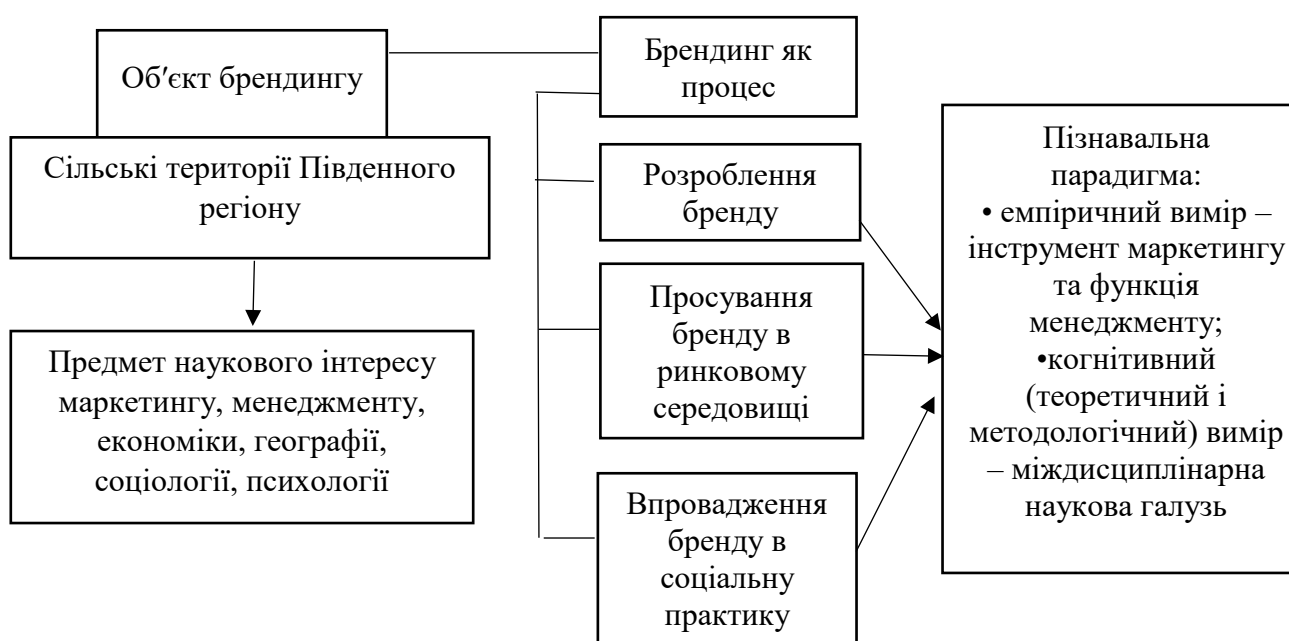 Об′єкт брендингу
Сільські території Південного
регіону
Предмет наукового інтересу
маркетингу, менеджменту,
економіки, географії,
соціології, психології
Брендинг як
процес
Розроблення
бренду
Просування
бренду в
ринковому
середовищі
Впровадження
бренду в
соціальну
практику
Пізнавальна
парадигма:
• емпіричний вимір –
інструмент маркетингу
та функція
менеджменту;
•когнітивний
(теоретичний і
методологічний) вимір
– міждисциплінарна
наукова галузь